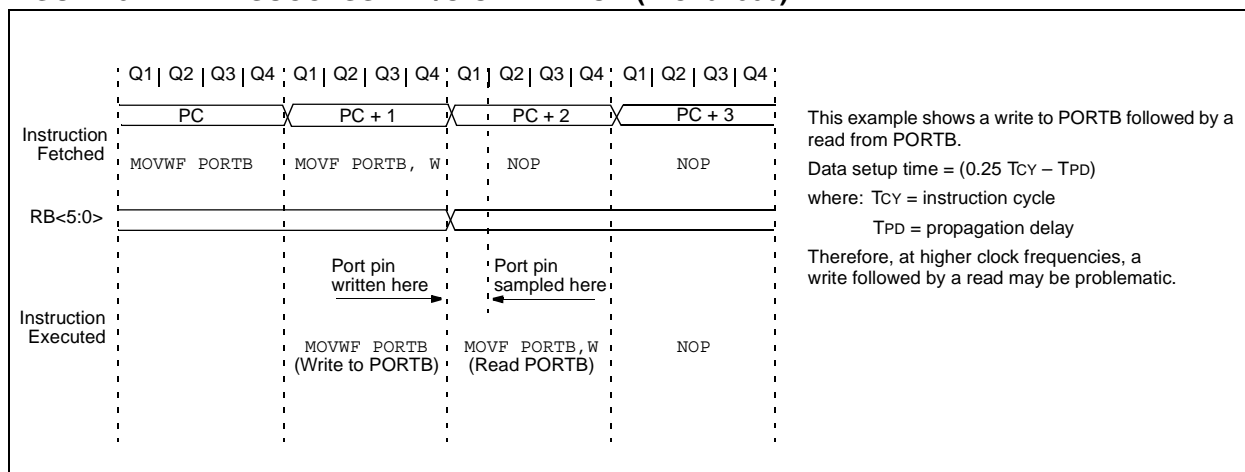 Q1 | Q2 | Q3 | Q4 Q1 | Q2 | Q3 | Q4 Q1 | Q2 | Q3 | Q4 Q1 | Q2 | Q3 | Q4
PC PC + 1 PC + 2 PC + 3
Instruction
Fetched
MOVWF PORTB MOVF PORTB, W NOP NOP
RB<5:0>
Port pin
written here
Port pin
sampled here
Instruction
Executed
MOVWF PORTB
(Write to PORTB)
MOVF PORTB,W
(Read PORTB)
NOP
This example shows a write to PORTB followed by a
read from PORTB.
Data setup time = (0.25 TCY – TPD)
where: TCY = instruction cycle
TPD = propagation delay
Therefore, at higher clock frequencies, a
write followed by a read may be problematic.